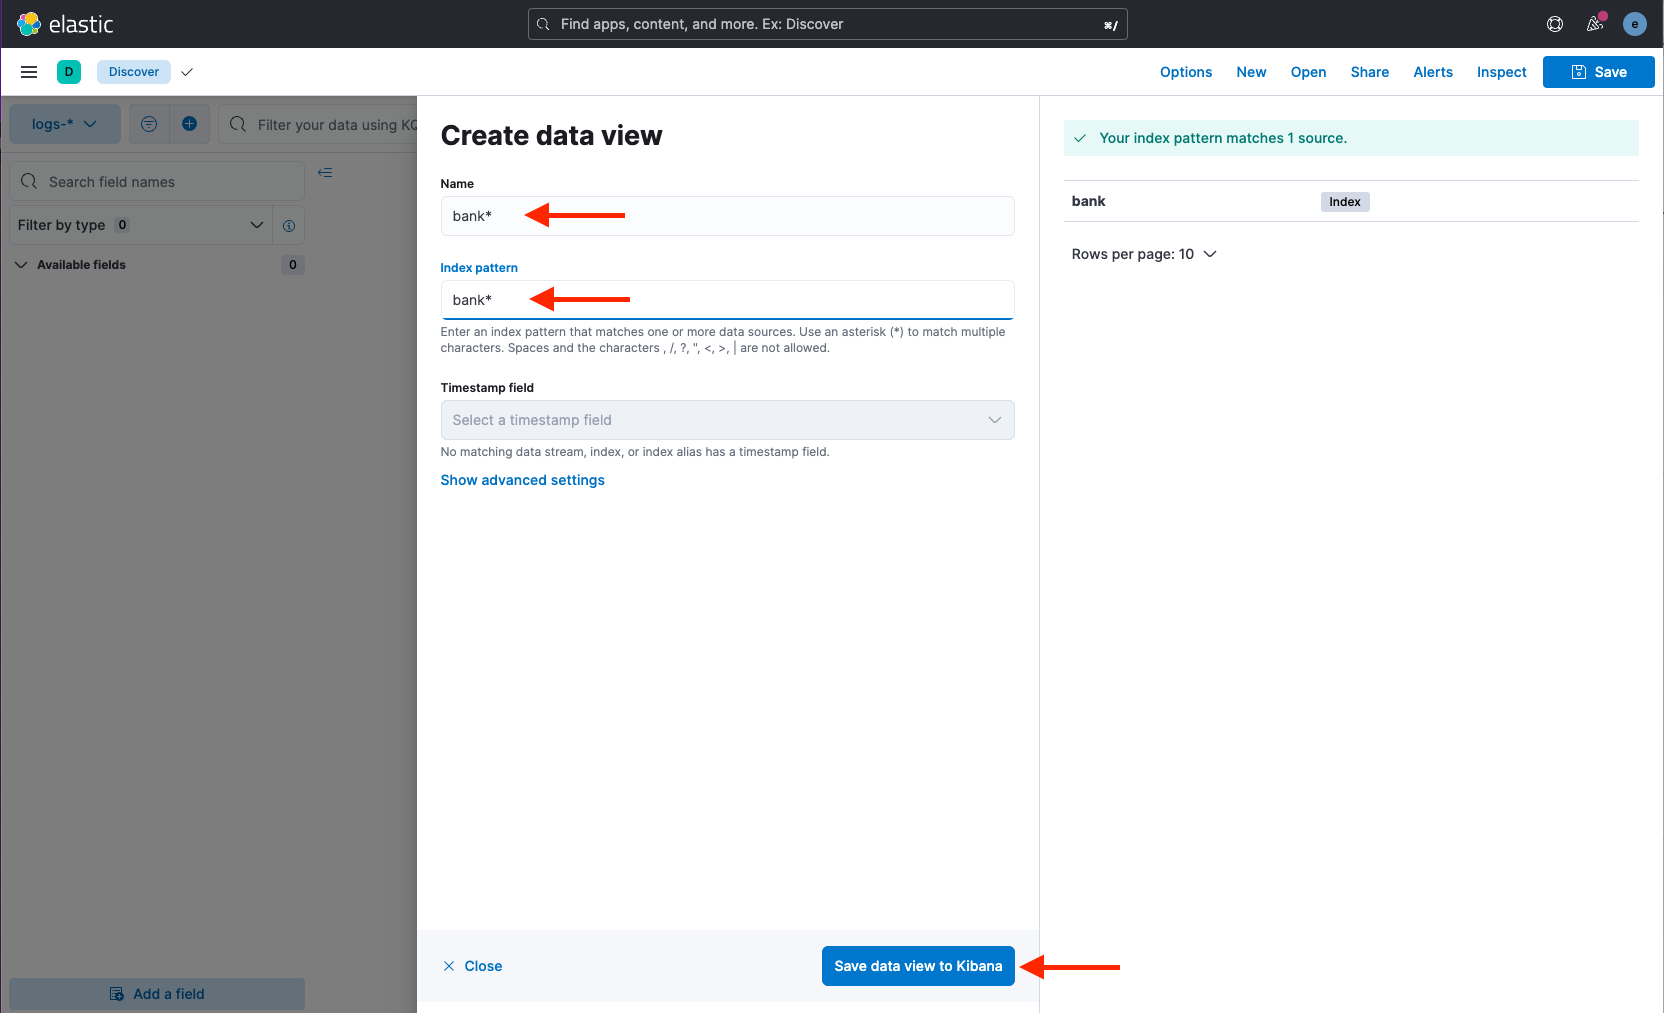 elastic
Find apps, content, and more. Ex: Discover
⌘/
e
D
Discover
Options
New
Open
Share
Alerts
Inspect
Save
logs-*
Filter your data using KQ
Search field names
Filter by type 0
Available fields
0
Add a field
Create data view
Name
bank*
Index pattern
bank*
Enter an index pattern that matches one or more data sources. Use an asterisk (*) to match multiple
characters. Spaces and the characters , /, ?, ", <, >, | are not allowed.
Timestamp field
Select a timestamp field
No matching data stream, index, or index alias has a timestamp field.
Show advanced settings
Close
Save data view to Kibana
Your index pattern matches 1 source.
bank
Index
Rows per page: 10